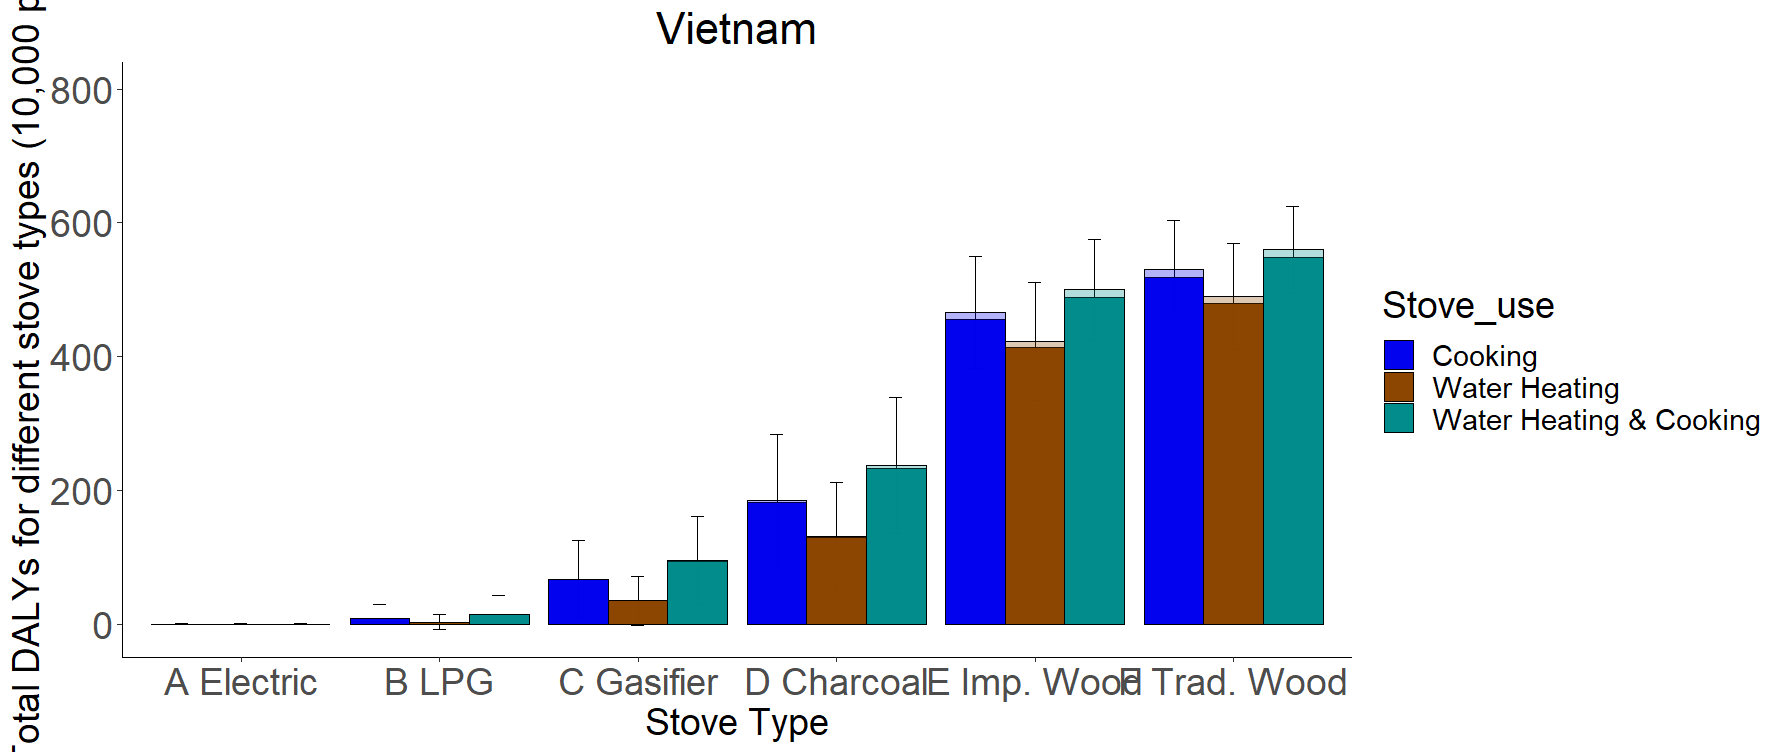 Vietnam
Total DALYs for different stove types (10,000
800
600
400
200
0
A Electric
B LPG
C Gasifier
D Charcoal
E Imp. Wood
F Trad. Wood
Stove Type
Stove_use
Cooking
Water Heating
Water Heating & Cooking